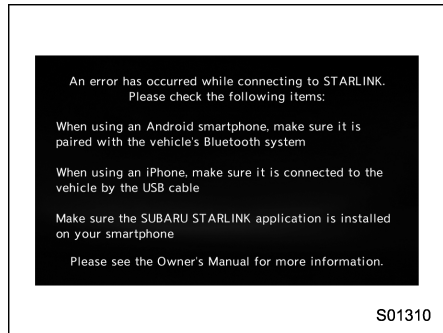 An error has occurred while connecting to STARLINK.
Please check the following items:
When using an Android smartphone, make sure it is
paired with the vehicle's Bluetooth system
When using an iPhone, make sure it is connected to the
vehicle by the USB cable
Make sure the SUBARU STARLINK application is installed
on your smartphone
Please see the Owner's Manual for more information.
S01310